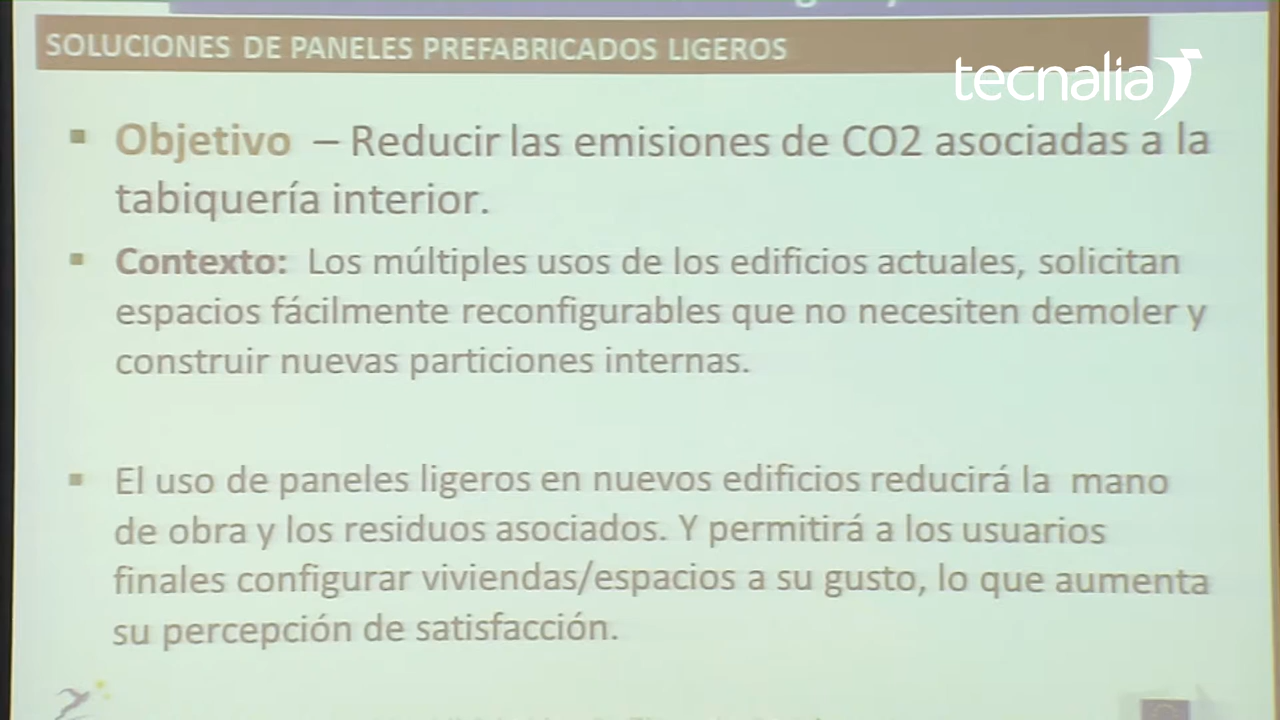 SOLUCIONES DE PANELES PREFABRICADOS LIGEROS
tecnalia
▪ Objetivo – Reducir las emisiones de CO2 asociadas a la
tabiquería interior.
▪ Contexto: Los múltiples usos de los edificios actuales, solicitan
espacios fácilmente reconfigurables que no necesiten demoler y
construir nuevas particiones internas.
▪ El uso de paneles ligeros en nuevos edificios reducirá la mano
de obra y los residuos asociados. Y permitirá a los usuarios
finales configurar viviendas/espacios a su gusto, lo que aumenta
su percepción de satisfacción.